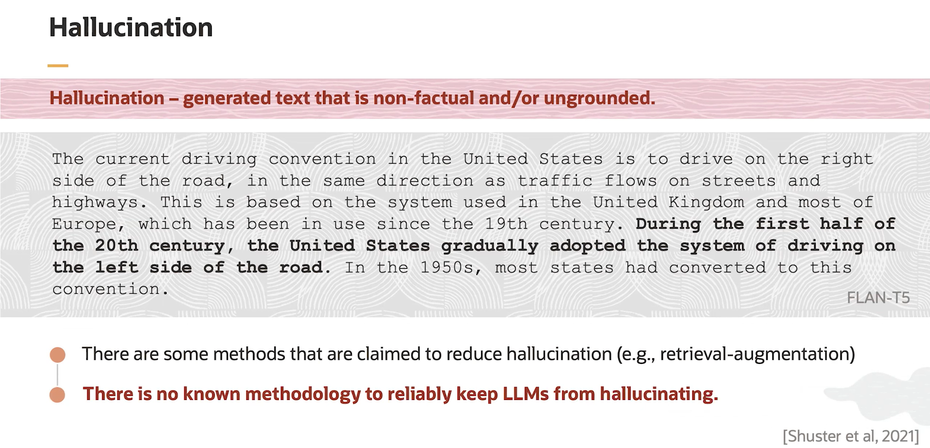 Hallucination
Hallucination – generated text that is non-factual and/or ungrounded.
The current driving convention in the United States is to drive on the right
side of the road, in the same direction as traffic flows on streets and
highways. This is based on the system used in the United Kingdom and most of
Europe, which has been in use since the 19th century. During the first half of
the 20th century, the United States gradually adopted the system of driving on
the left side of the road. In the 1950s, most states had converted to this
convention.
FLAN-T5
There are some methods that are claimed to reduce hallucination (e.g., retrieval-augmentation)
There is no known methodology to reliably keep LLMs from hallucinating.
[Shuster et al, 2021]